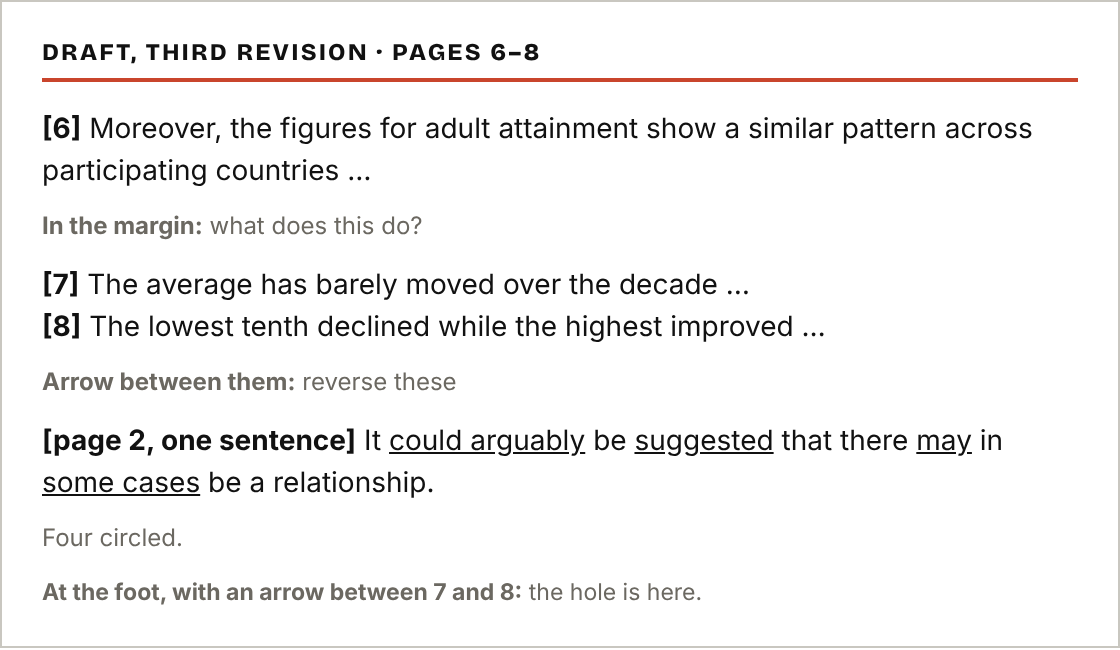 DRAFT, THIRD REVISION · PAGES 6–8
[6] Moreover, the figures for adult attainment show a similar pattern across
participating countries …
In the margin: what does this do?
[7] The average has barely moved over the decade …
[8] The lowest tenth declined while the highest improved …
Arrow between them: reverse these
[page 2, one sentence] It could arguably be suggested that there may in
some cases be a relationship.
Four circled.
At the foot, with an arrow between 7 and 8: the hole is here.